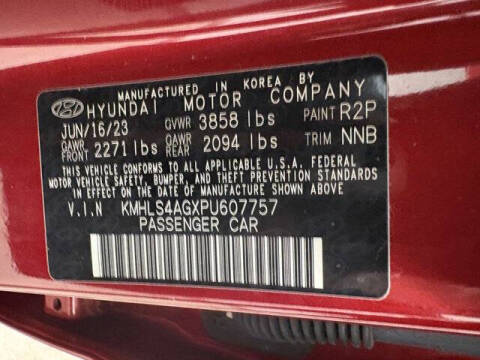 MANUFACTURED IN KOREA BY
HYUNDAI MOTOR COMPANY
JUN/16/23 GVWR 3858 lbs PAINT R2P
GAWR FRONT 2271 lbs GAWR REAR 2094 lbs TRIM NNB
THIS VEHICLE CONFORMS TO ALL APPLICABLE U.S.A. FEDERAL
MOTOR VEHICLE SAFETY, BUMPER, AND THEFT PREVENTION STANDARDS
IN EFFECT ON THE DATE OF MANUFACTURE SHOWN ABOVE.
V.I.N KMHLS4AGXPU607757
PASSENGER CAR